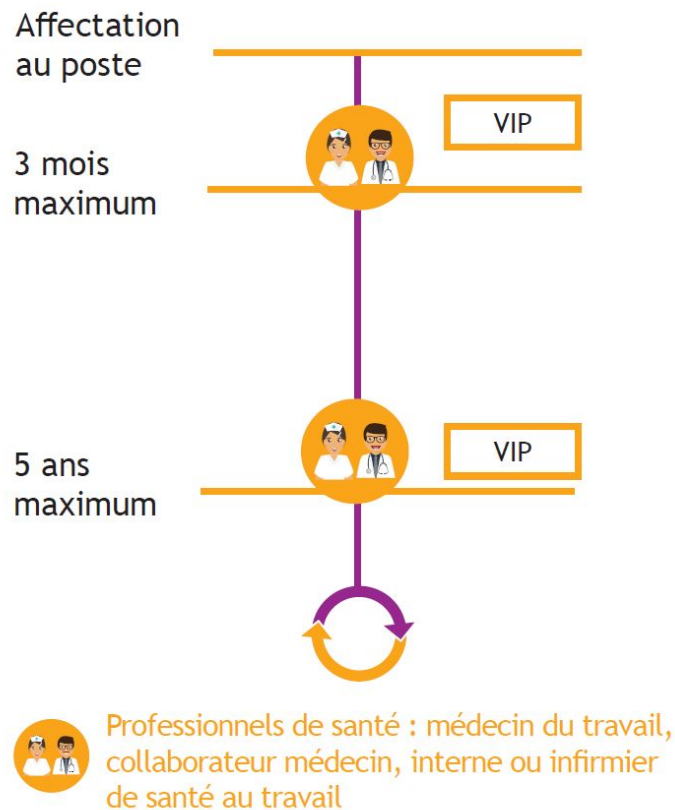 Affectation
au poste
VIP
3 mois
maximum
VIP
5 ans
maximum
Professionnels de santé : médecin du travail,
collaborateur médecin, interne ou infirmier
de santé au travail